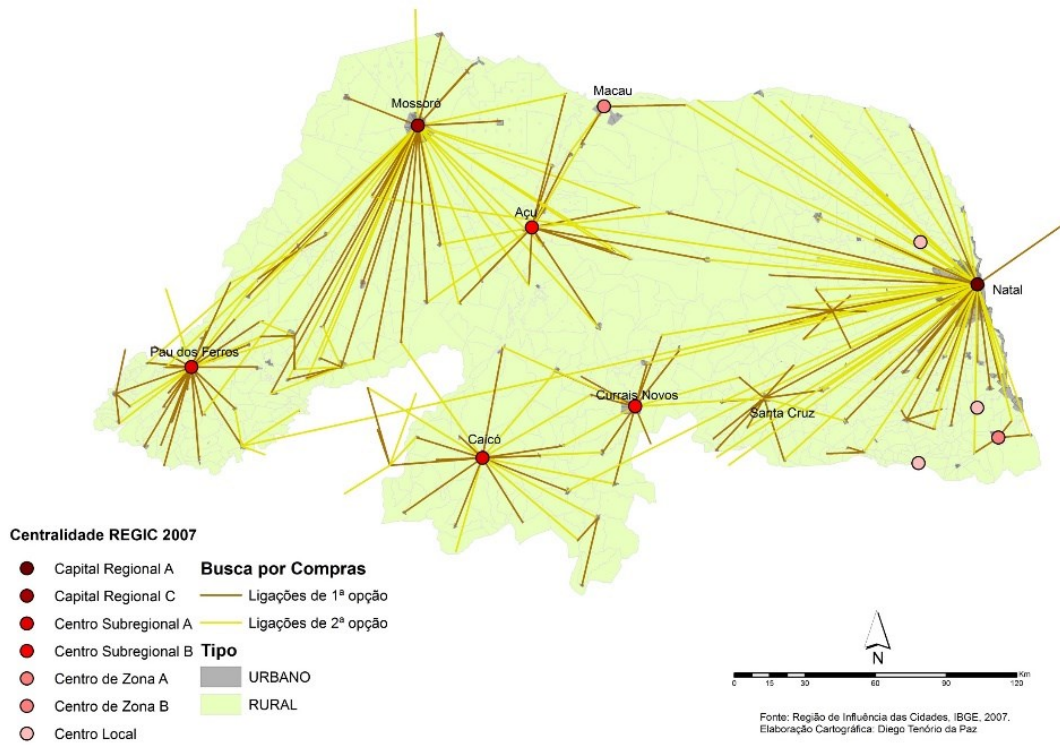 Macau
Mossoró
Açu
Natal
Pau dos Ferros
Currais Novos
Santa Cruz
Caicó
Centralidade REGIC 2007
Capital Regional A
Capital Regional C
Centro Subregional A
Centro Subregional B
Centro de Zona A
Centro de Zona B
Centro Local
Busca por Compras
Ligações de 1ª opção
Ligações de 2ª opção
Tipo
URBANO
RURAL
N
Km
0 15 30 60 90 120
Fonte: Região de Influência das Cidades, IBGE, 2007.
Elaboração Cartográfica: Diego Tenório da Paz